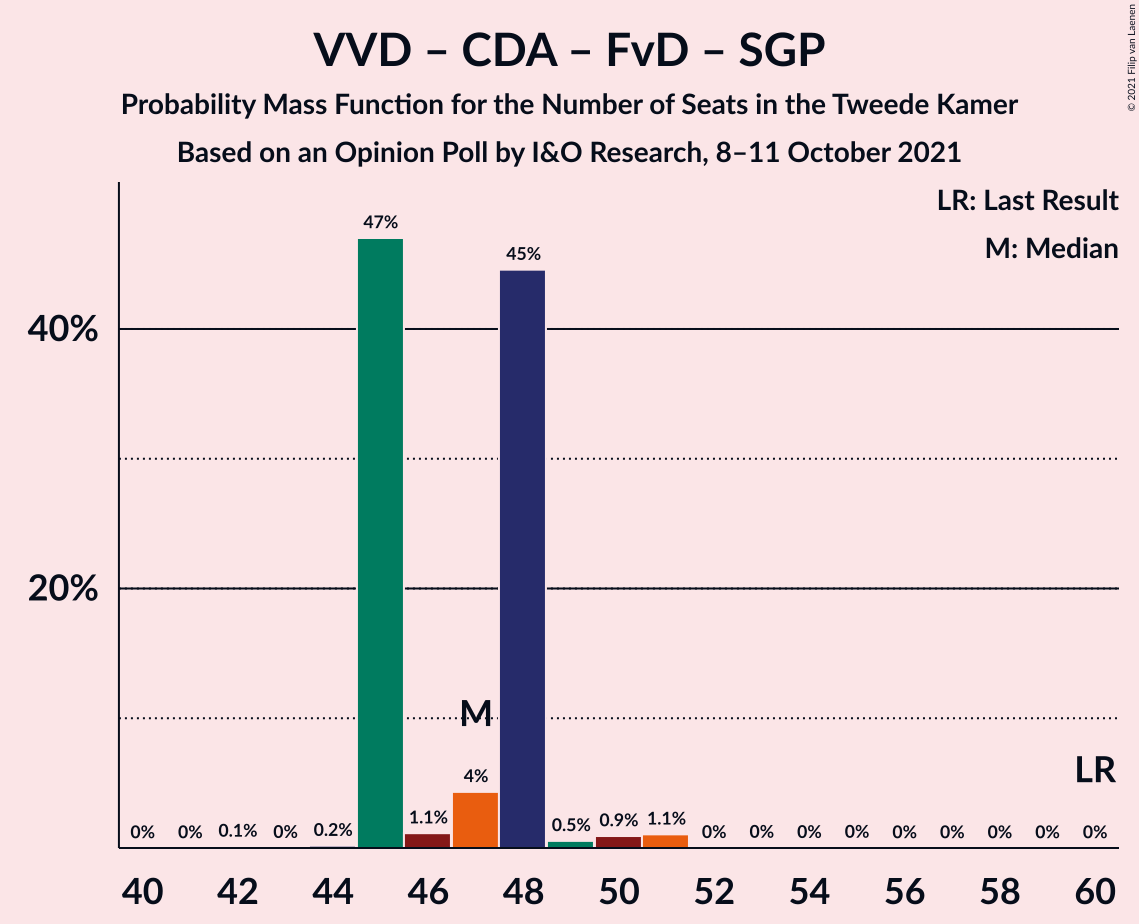 VVD – CDA – FvD – SGP
Probability Mass Function for the Number of Seats in the Tweede Kamer
Based on an Opinion Poll by I&O Research, 8–11 October 2021
© 2021 Filip van Laenen
LR: Last Result
M: Median
47%
45%
40%
20%
M
LR
4%
0% 0% 0.1% 0% 0.2% 1.1% 0.5% 0.9% 1.1% 0% 0% 0% 0% 0% 0% 0% 0% 0%
40 42 44 46 48 50 52 54 56 58 60